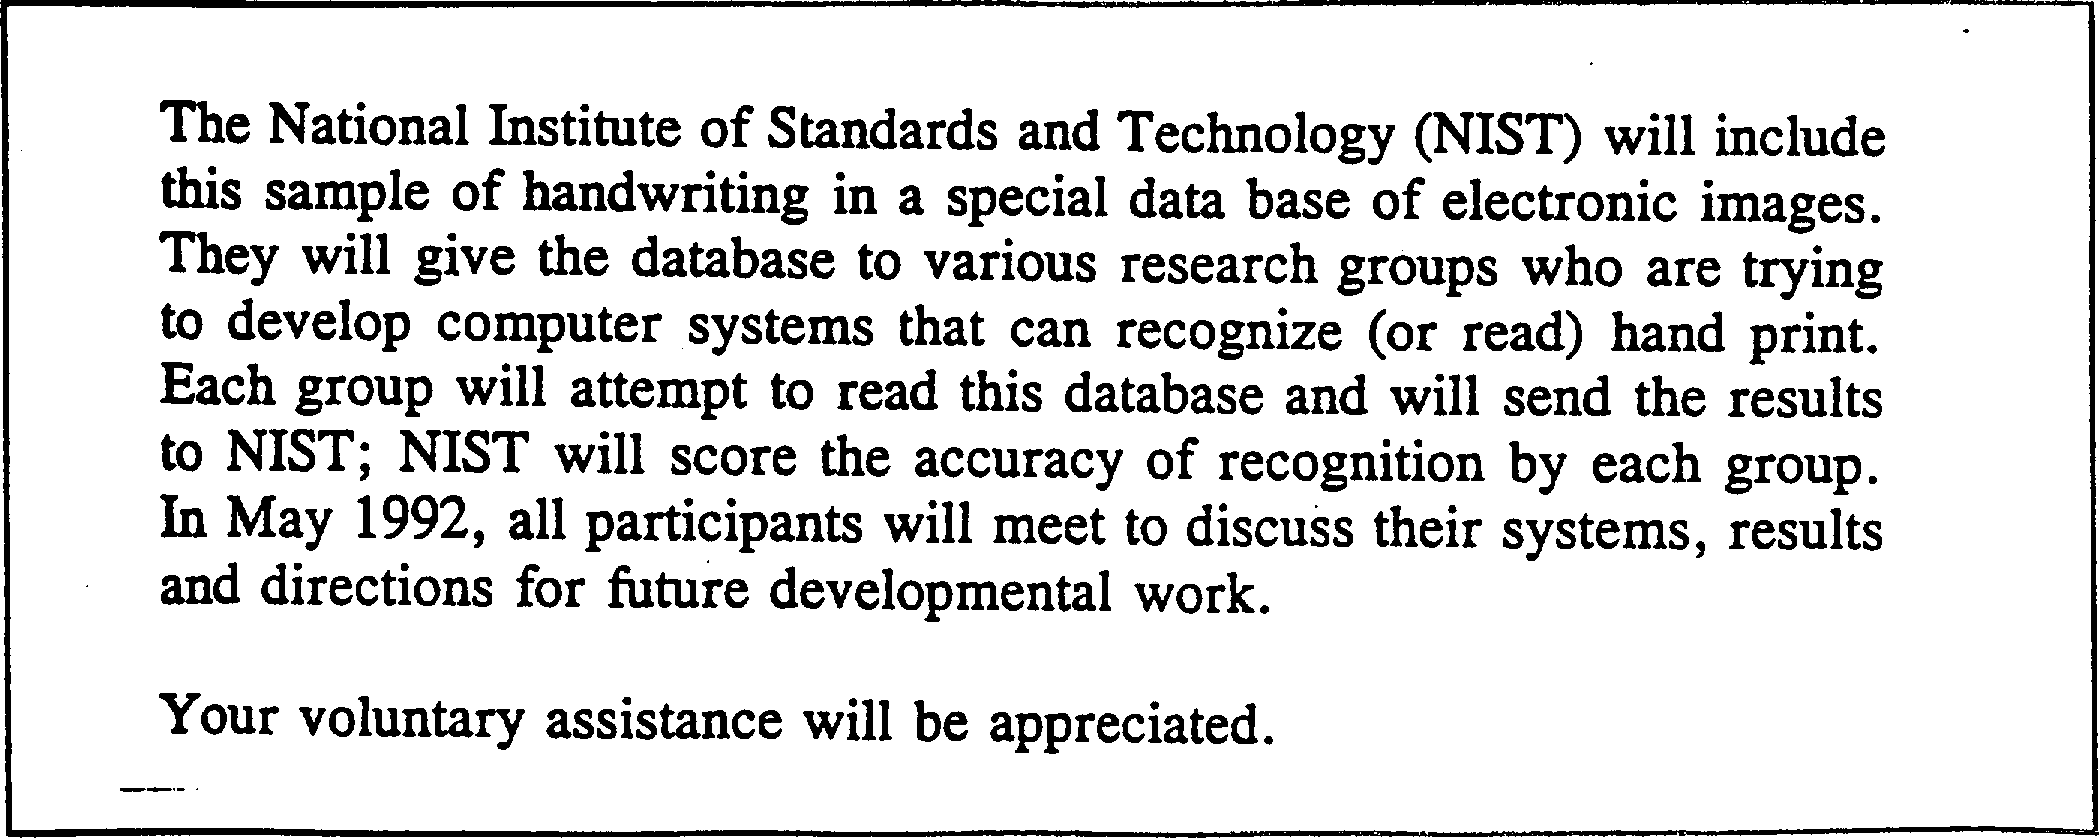 The National Institute of Standards and Technology (NIST) will include
this sample of handwriting in a special data base of electronic images.
They will give the database to various research groups who are trying
to develop computer systems that can recognize (or read) hand print.
Each group will attempt to read this database and will send the results
to NIST; NIST will score the accuracy of recognition by each group.
In May 1992, all participants will meet to discuss their systems, results
and directions for future developmental work.
Your voluntary assistance will be appreciated.